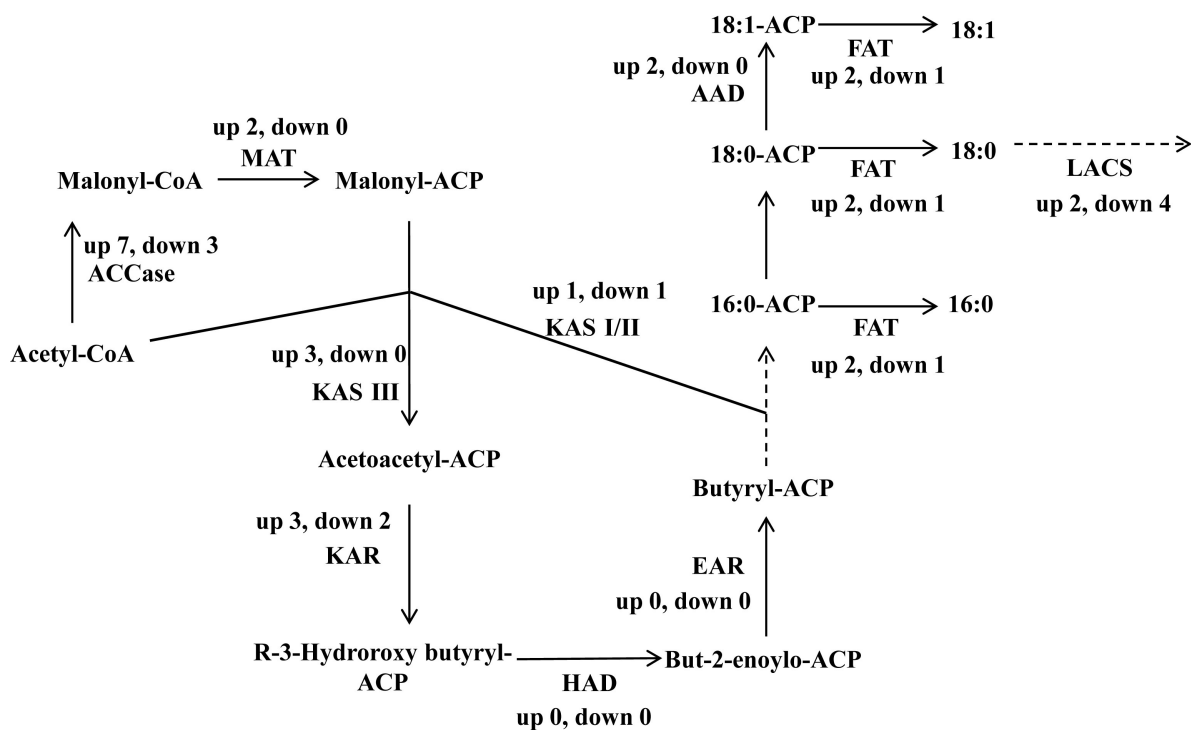 18:1-ACP
18:1
FAT
up 2, down 0
AAD
up 2, down 1
up 2, down 0
MAT
18:0-ACP
18:0
FAT
LACS
Malonyl-CoA
Malonyl-ACP
up 2, down 1
up 2, down 4
up 7, down 3
ACCase
up 1, down 1
KAS I/II
16:0-ACP
16:0
FAT
Acetyl-CoA
up 3, down 0
KAS III
up 2, down 1
Acetoacetyl-ACP
Butyryl-ACP
up 3, down 2
KAR
EAR
up 0, down 0
R-3-Hydroroxy butyryl-
ACP
But-2-enoylo-ACP
HAD
up 0, down 0